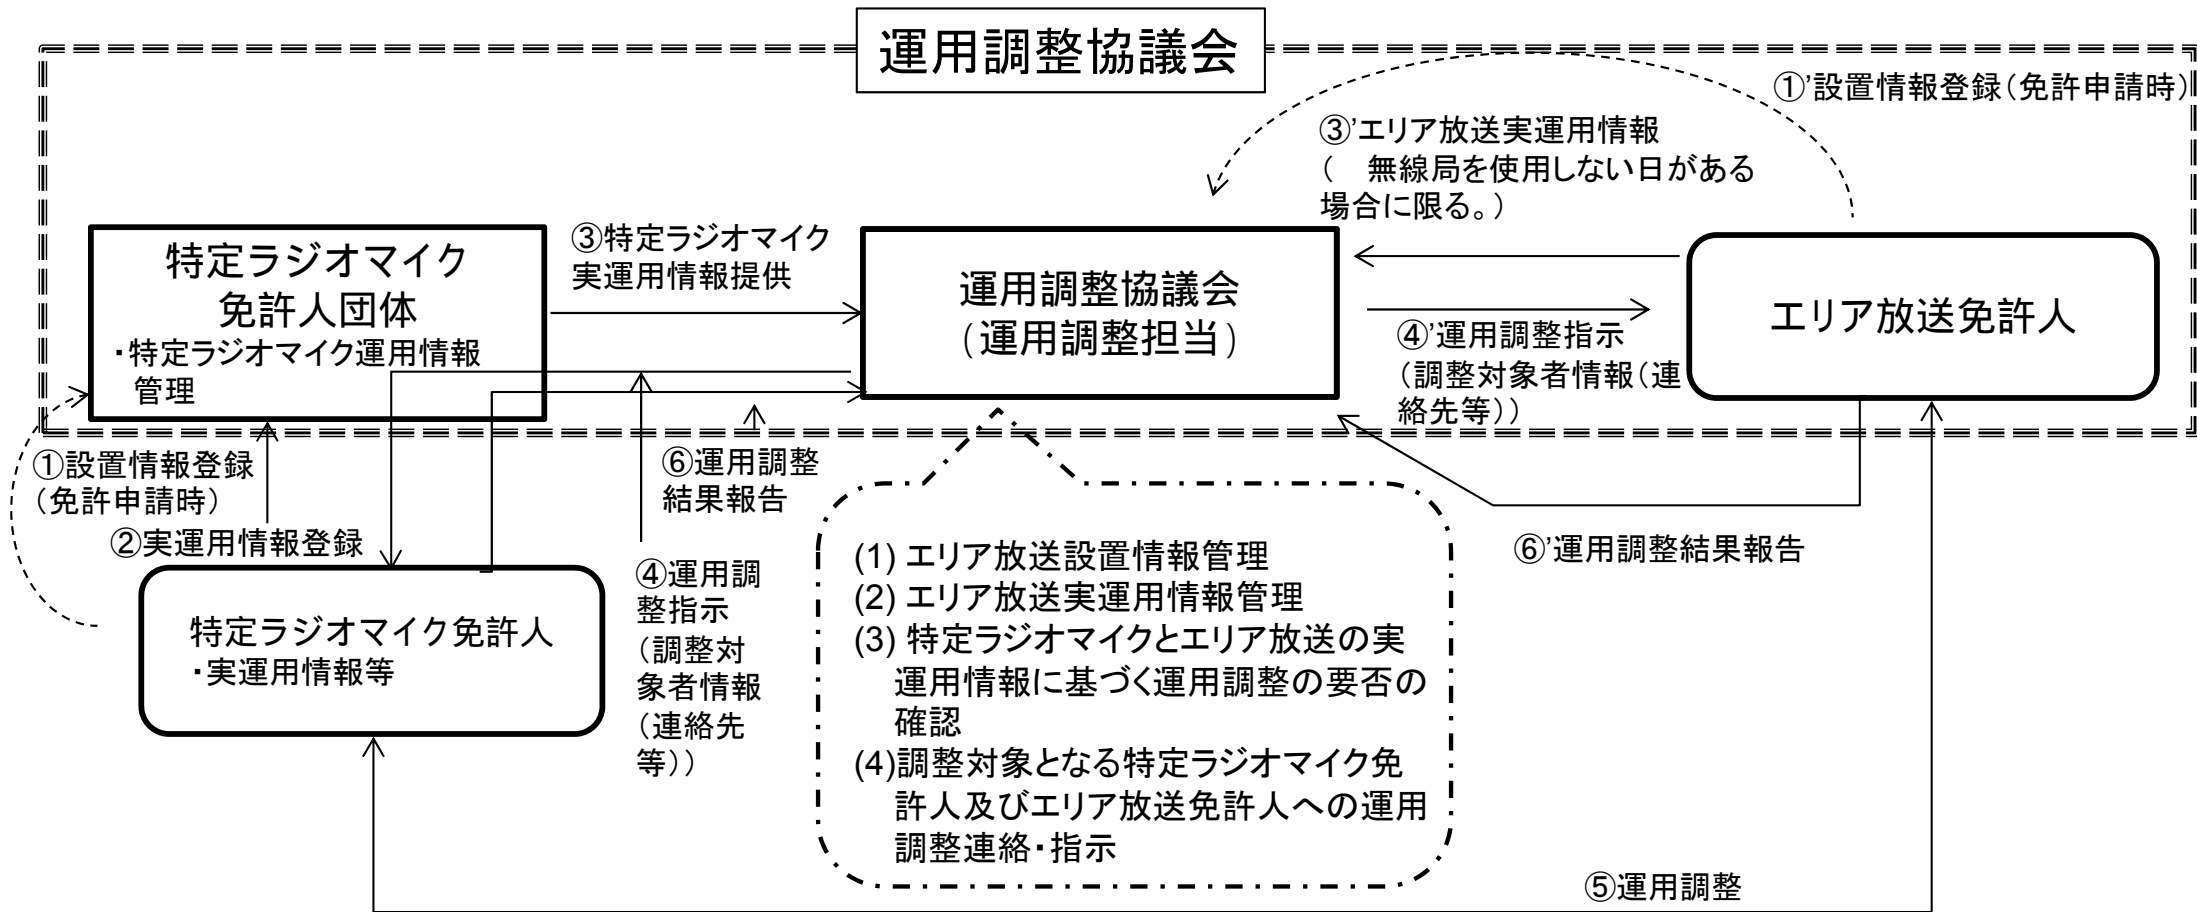 運用調整協議会
①’設置情報登録（免許申請時）
③’エリア放送実運用情報
（　無線局を使用しない日がある
場合に限る。）
特定ラジオマイク
免許人団体
・特定ラジオマイク運用情報
管理
③特定ラジオマイク
実運用情報提供
運用調整協議会
（運用調整担当）
④’運用調整指示
（調整対象者情報（連
絡先等））
エリア放送免許人
①設置情報登録
（免許申請時）
②実運用情報登録
⑥運用調整
結果報告
⑥’運用調整結果報告
特定ラジオマイク免許人
・実運用情報等
④運用調
整指示
（調整対
象者情報
（連絡先
等））
(1) エリア放送設置情報管理
(2) エリア放送実運用情報管理
(3) 特定ラジオマイクとエリア放送の実
運用情報に基づく運用調整の要否の
確認
(4)調整対象となる特定ラジオマイク免
許人及びエリア放送免許人への運用
調整連絡・指示
⑤運用調整